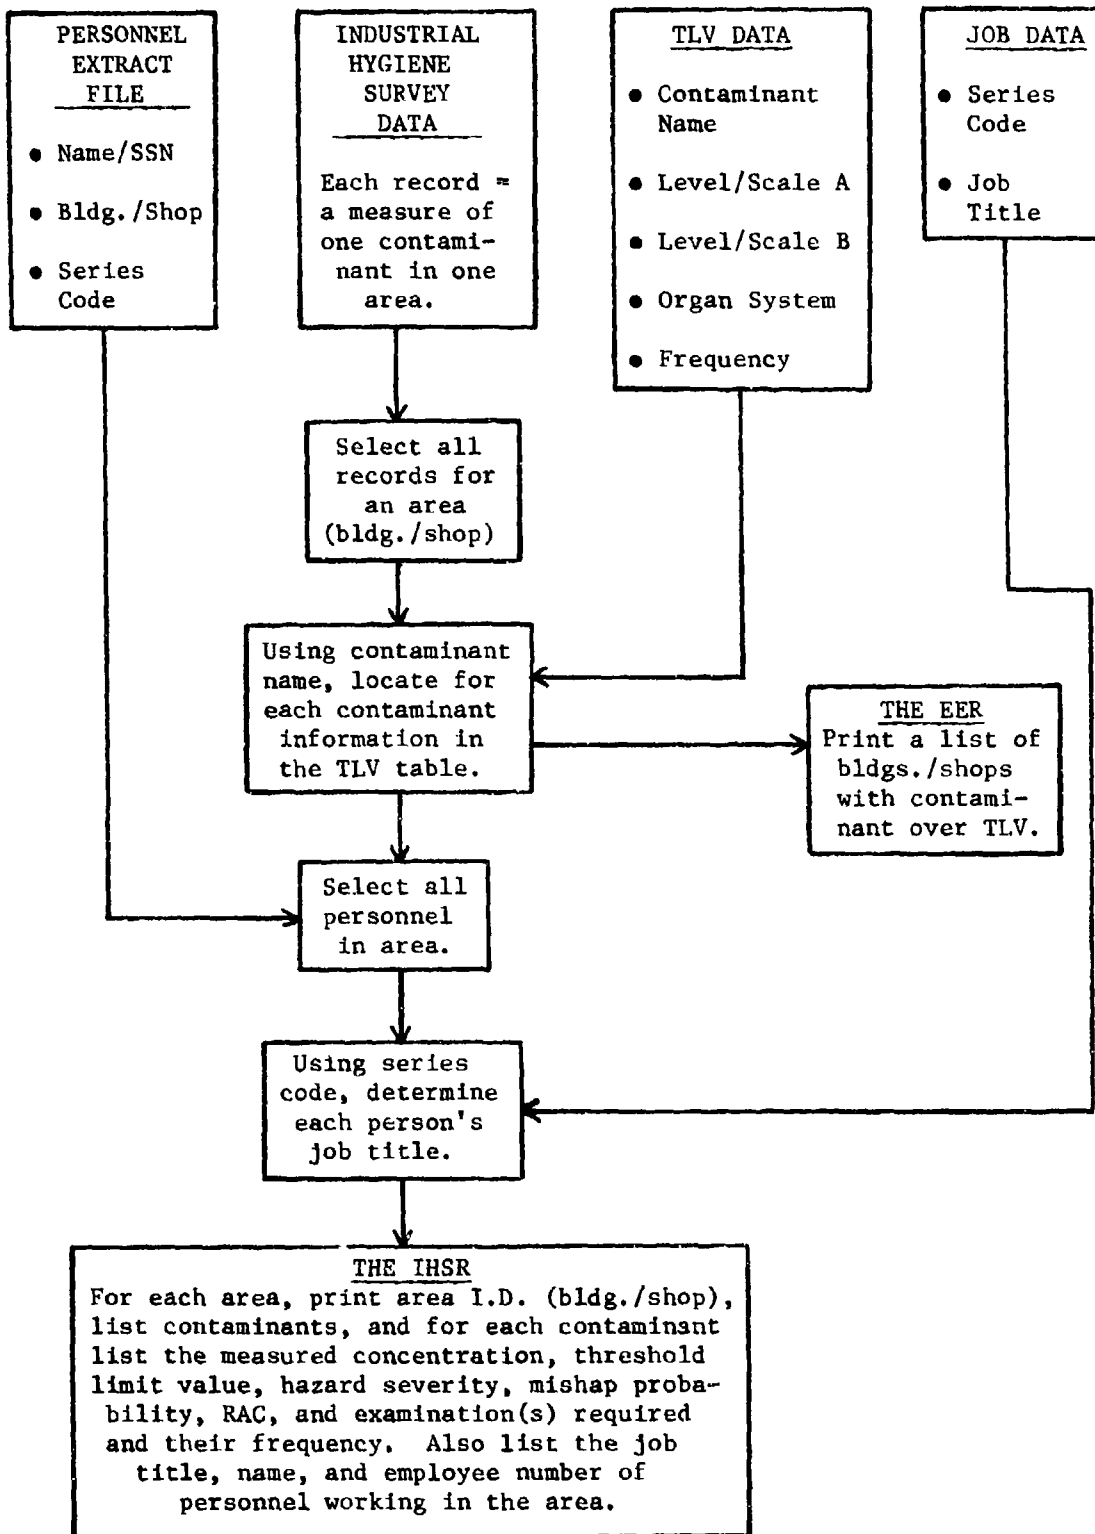 PERSONNEL
EXTRACT
FILE
• Name/SSN
• Bldg./Shop
• Series
Code
INDUSTRIAL
HYGIENE
SURVEY
DATA
Each record =
a measure of
one contami-
nant in one
area.
TLV DATA
• Contaminant
Name
• Level/Scale A
• Level/Scale B
• Organ System
• Frequency
JOB DATA
• Series
Code
• Job
Title
Select all
records for
an area
(bldg./shop)
Using contaminant
name, locate for
each contaminant
information in
the TLV table.
THE EER
Print a list of
bldgs./shops
with contami-
nant over TLV.
Select all
personnel
in area.
Using series
code, determine
each person's
job title.
THE IHSR
For each area, print area I.D. (bldg./shop),
list contaminants, and for each contaminant
list the measured concentration, threshold
limit value, hazard severity, mishap proba-
bility, RAC, and examination(s) required
and their frequency. Also list the job
title, name, and employee number of
personnel working in the area.